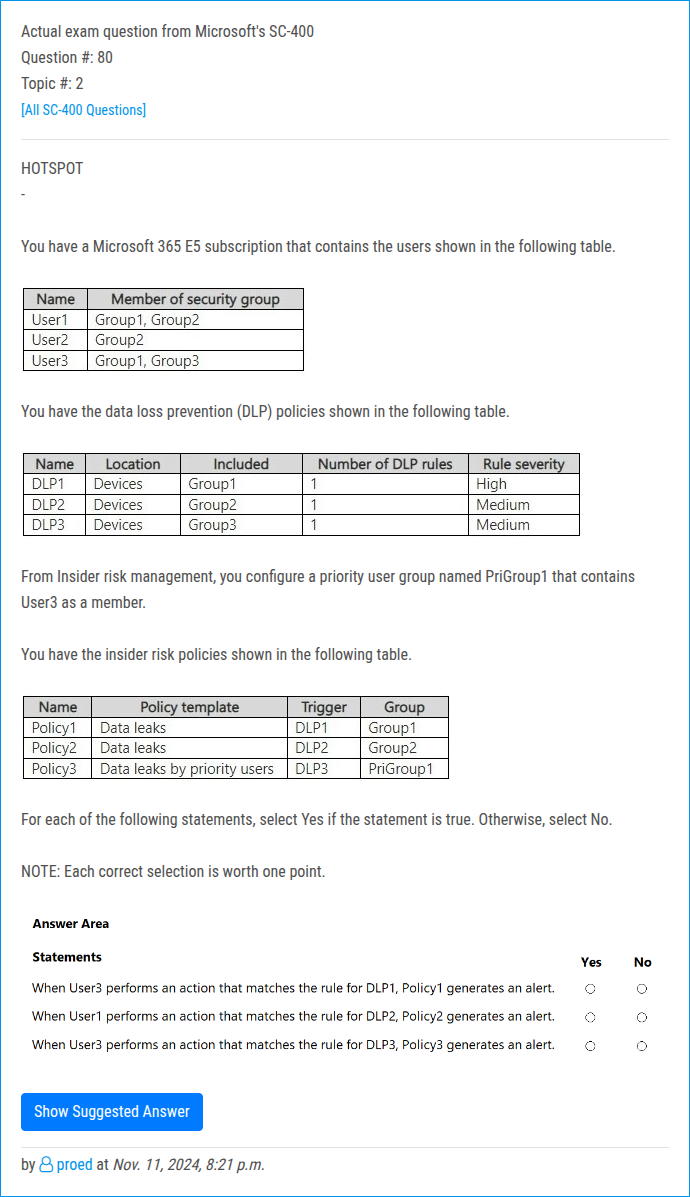 Actual exam question from Microsoft's SC-400
Question #: 80
Topic #: 2
[All SC-400 Questions]
HOTSPOT
-
You have a Microsoft 365 E5 subscription that contains the users shown in the following table.
Name Member of security group
User1 Group1, Group2
User2 Group2
User3 Group1, Group3
You have the data loss prevention (DLP) policies shown in the following table.
Name Location Included Number of DLP rules Rule severity
DLP1 Devices Group1 1 High
DLP2 Devices Group2 1 Medium
DLP3 Devices Group3 1 Medium
From Insider risk management, you configure a priority user group named PriGroup1 that contains
User3 as a member.
You have the insider risk policies shown in the following table.
Name Policy template Trigger Group
Policy1 Data leaks DLP1 Group1
Policy2 Data leaks DLP2 Group2
Policy3 Data leaks by priority users DLP3 PriGroup1
For each of the following statements, select Yes if the statement is true. Otherwise, select No.
NOTE: Each correct selection is worth one point.
Answer Area
Statements Yes No
When User3 performs an action that matches the rule for DLP1, Policy1 generates an alert.
When User1 performs an action that matches the rule for DLP2, Policy2 generates an alert.
When User3 performs an action that matches the rule for DLP3, Policy3 generates an alert.
Show Suggested Answer
by proed at Nov. 11, 2024, 8:21 p.m.